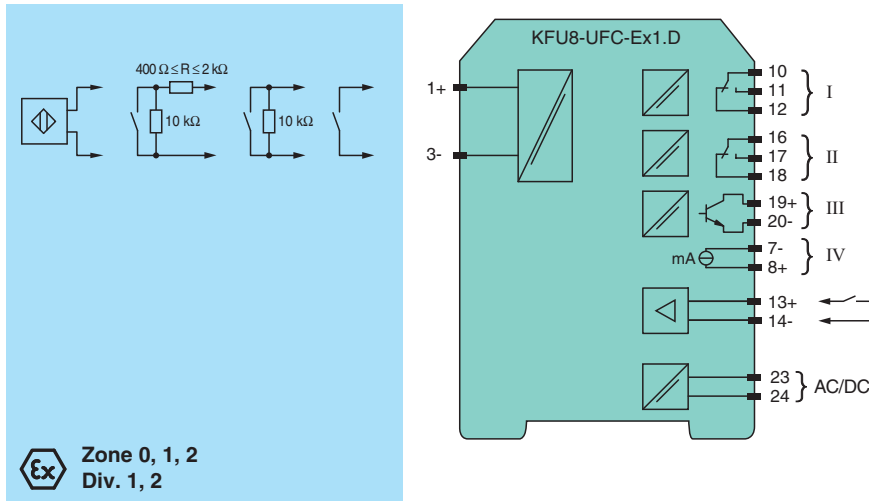 KFU8-UFC-Ex1.D
400 Ω ≤ R ≤ 2 kΩ
10 kΩ
10 kΩ
1+
3-
10
11
12
I
16
17
18
II
19+
20-
III
mA
7-
8+
IV
13+
14-
23
24
AC/DC
Ex
Zone 0, 1, 2
Div. 1, 2